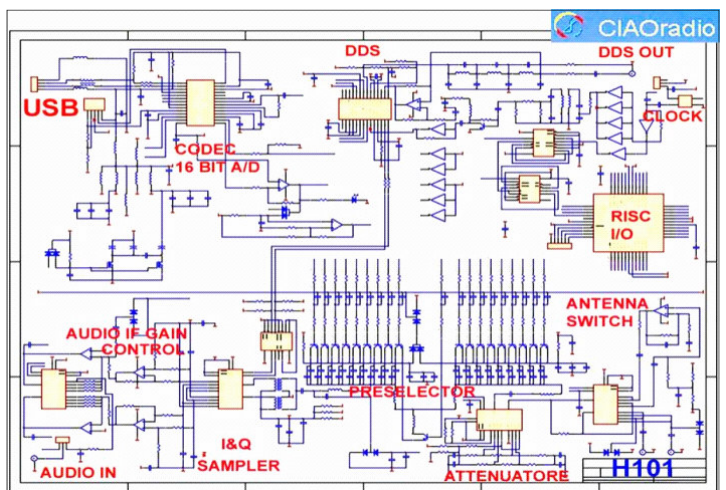 CIAOradio
DDS
DDS OUT
USB
CLOCK
CODEC
16 BIT A/D
RISC
I/O
ANTENNA
SWITCH
AUDIO IF GAIN
CONTROL
PRESELECTOR
I&Q
SAMPLER
AUDIO IN
ATTENUATORE
H101